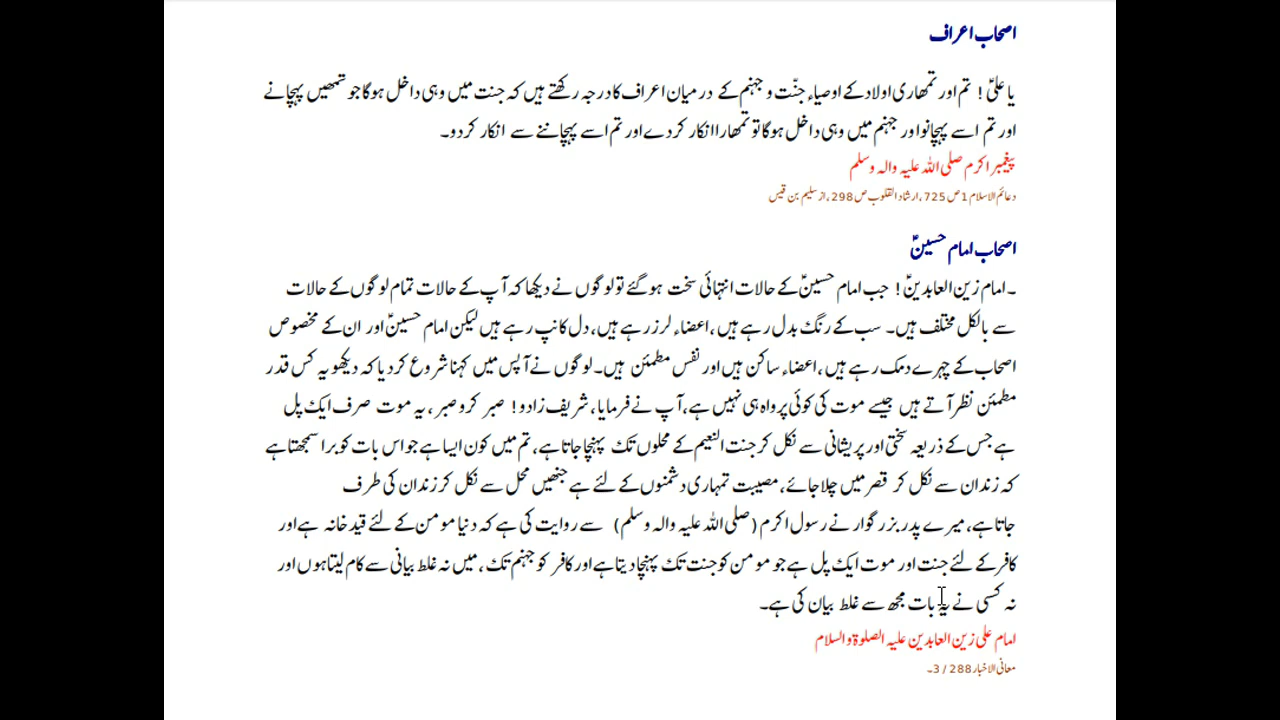 اصحاب اعراف
یا علیؑ ! تم اور تمھاری اولاد کے اوصیاء جنّت و جہنم کے درمیان اعراف کا درجہ رکھتے ہیں کہ جنت میں وہی داخل ہوگا جو تمھیں پہچانے
اور تم اسے پہچانو اور جہنم میں وہی داخل ہوگا تو تمھارا انکار کردے اور تم اسے پہچاننے سے انکار کردو۔
پیغمبر اکرم صلی اللہ علیہ والہ وسلم
دعائم الاسلام 1 ص 725 ، ارشاد القلوب ص 298 ، از سلیم بن قیس
اصحاب امام حسینؑ
۔ امام زین العابدینؑ ! جب امام حسینؑ کے حالات انتہائی سخت ہوگئے تو لوگوں نے دیکھا کہ آپ کے حالات تمام لوگوں کے حالات
سے بالکل مختلف ہیں۔ سب کے رنگ بدل رہے ہیں ، اعضاء لرز رہے ہیں، دل کانپ رہے ہیں لیکن امام حسینؑ اور ان کے مخصوص
اصحاب کے چہرے دمک رہے ہیں ، اعضاء ساکن ہیں اور نفس مطمئن ہیں۔ لوگوں نے آپس میں کہنا شروع کردیا کہ دیکھو یہ کس قدر
مطمئن نظر آتے ہیں جیسے موت کی کوئی پرواہ ہی نہیں ہے، آپ نے فرمایا ، شریف زادو ! صبر کرو صبر ، یہ موت صرف ایک پل
ہے جس کے ذریعہ سختی اور پریشانی سے نکل کر جنت النعیم کے محلوں تک پہنچا جاتا ہے، تم میں کون ایسا ہے جو اس بات کو برا سمجھتا ہے
کہ زندان سے نکل کر قصر میں چلا جائے، مصیبت تمہاری دشمنوں کے لئے ہے جنھیں محل سے نکل کر زندان کی طرف
جاتا ہے، میرے پدر بزرگوار نے رسول اکرم (صلی اللہ علیہ والہ وسلم) سے روایت کی ہے کہ دنیا مومن کے لئے قید خانہ ہے اور
کافر کے لئے جنت اور موت ایک پل ہے جو مومن کو جنت تک پہنچا دیتا ہے اور کافر کو جہنم تک ، میں نہ غلط بیانی سے کام لیتا ہوں اور
نہ کسی نے یہ بات مجھ سے غلط بیان کی ہے۔
امام علی زین العابدین علیہ الصلوۃ والسلام
معانی الاخبار 288 / 3۔